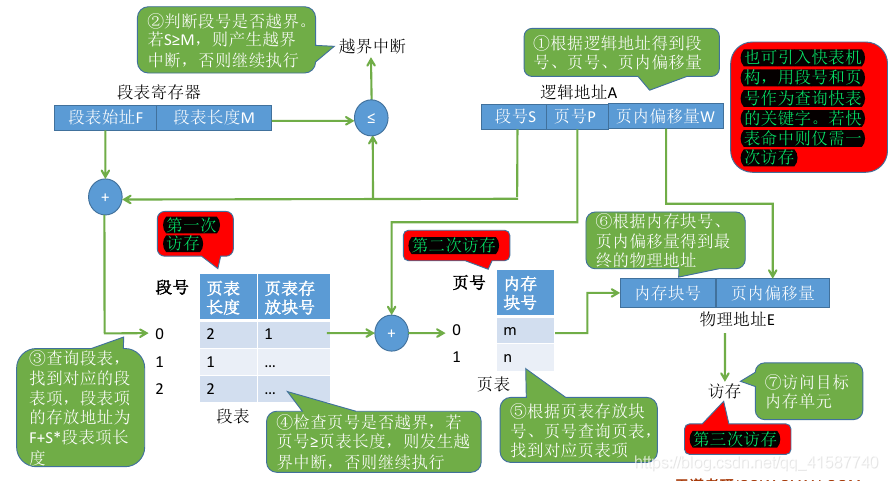 ②判断段号是否越界。
若S≥M，则产生越界
中断，否则继续执行
越界中断
①根据逻辑地址得到段
号、页号、页内偏移量
也可引入快表机
构，用段号和页
号作为查询快表
的关键字。若快
表命中则仅需一
次访存
段表寄存器
段表始址F 段表长度M
≤
逻辑地址A
段号S 页号P 页内偏移量W
+
第一次
访存
第二次访存
⑥根据内存块号、
页内偏移量得到最
终的物理地址
段号 页表
长度 页表存
放块号
0 2 1
1 1 ...
2 2 ...
段表
+
页号 内存
块号
0 m
1 n
页表
内存块号 页内偏移量
物理地址E
③查询段表，
找到对应的段
表项，段表项
的存放地址为
F+S*段表项长
度
④检查页号是否越界，若
页号≥页表长度，则发生越
界中断，否则继续执行
⑤根据页表存放块
号、页号查询页表，
找到对应页表项
访存
⑦访问目标
内存单元
第三次访存
https://blog.csdn.net/qq_41587740